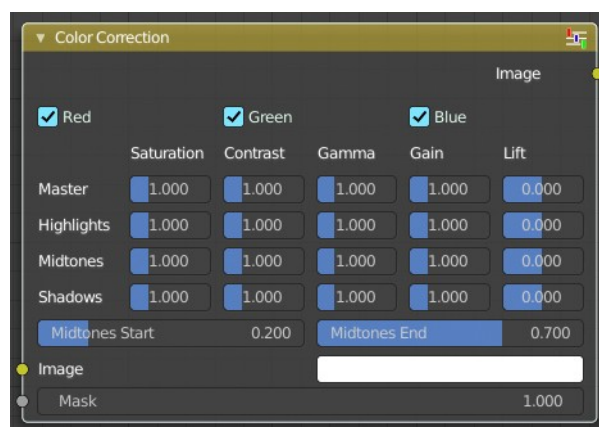 Color Correction
Image
Red Green Blue
Saturation Contrast Gamma Gain Lift
Master 1.000 1.000 1.000 1.000 0.000
Highlights 1.000 1.000 1.000 1.000 0.000
Midtones 1.000 1.000 1.000 1.000 0.000
Shadows 1.000 1.000 1.000 1.000 0.000
Midtones Start 0.200 Midtones End 0.700
Image
Mask 1.000